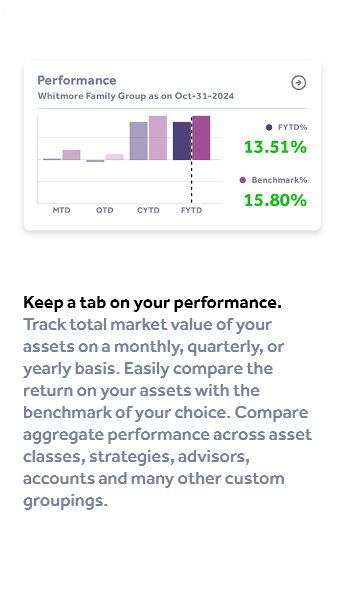 Performance
Whitmore Family Group as on Oct-31-2024
FYTD%
13.51%
Benchmark%
15.80%
MTD QTD CYTD FYTD
Keep a tab on your performance.
Track total market value of your
assets on a monthly, quarterly, or
yearly basis. Easily compare the
return on your assets with the
benchmark of your choice. Compare
aggregate performance across asset
classes, strategies, advisors,
accounts and many other custom
groupings.